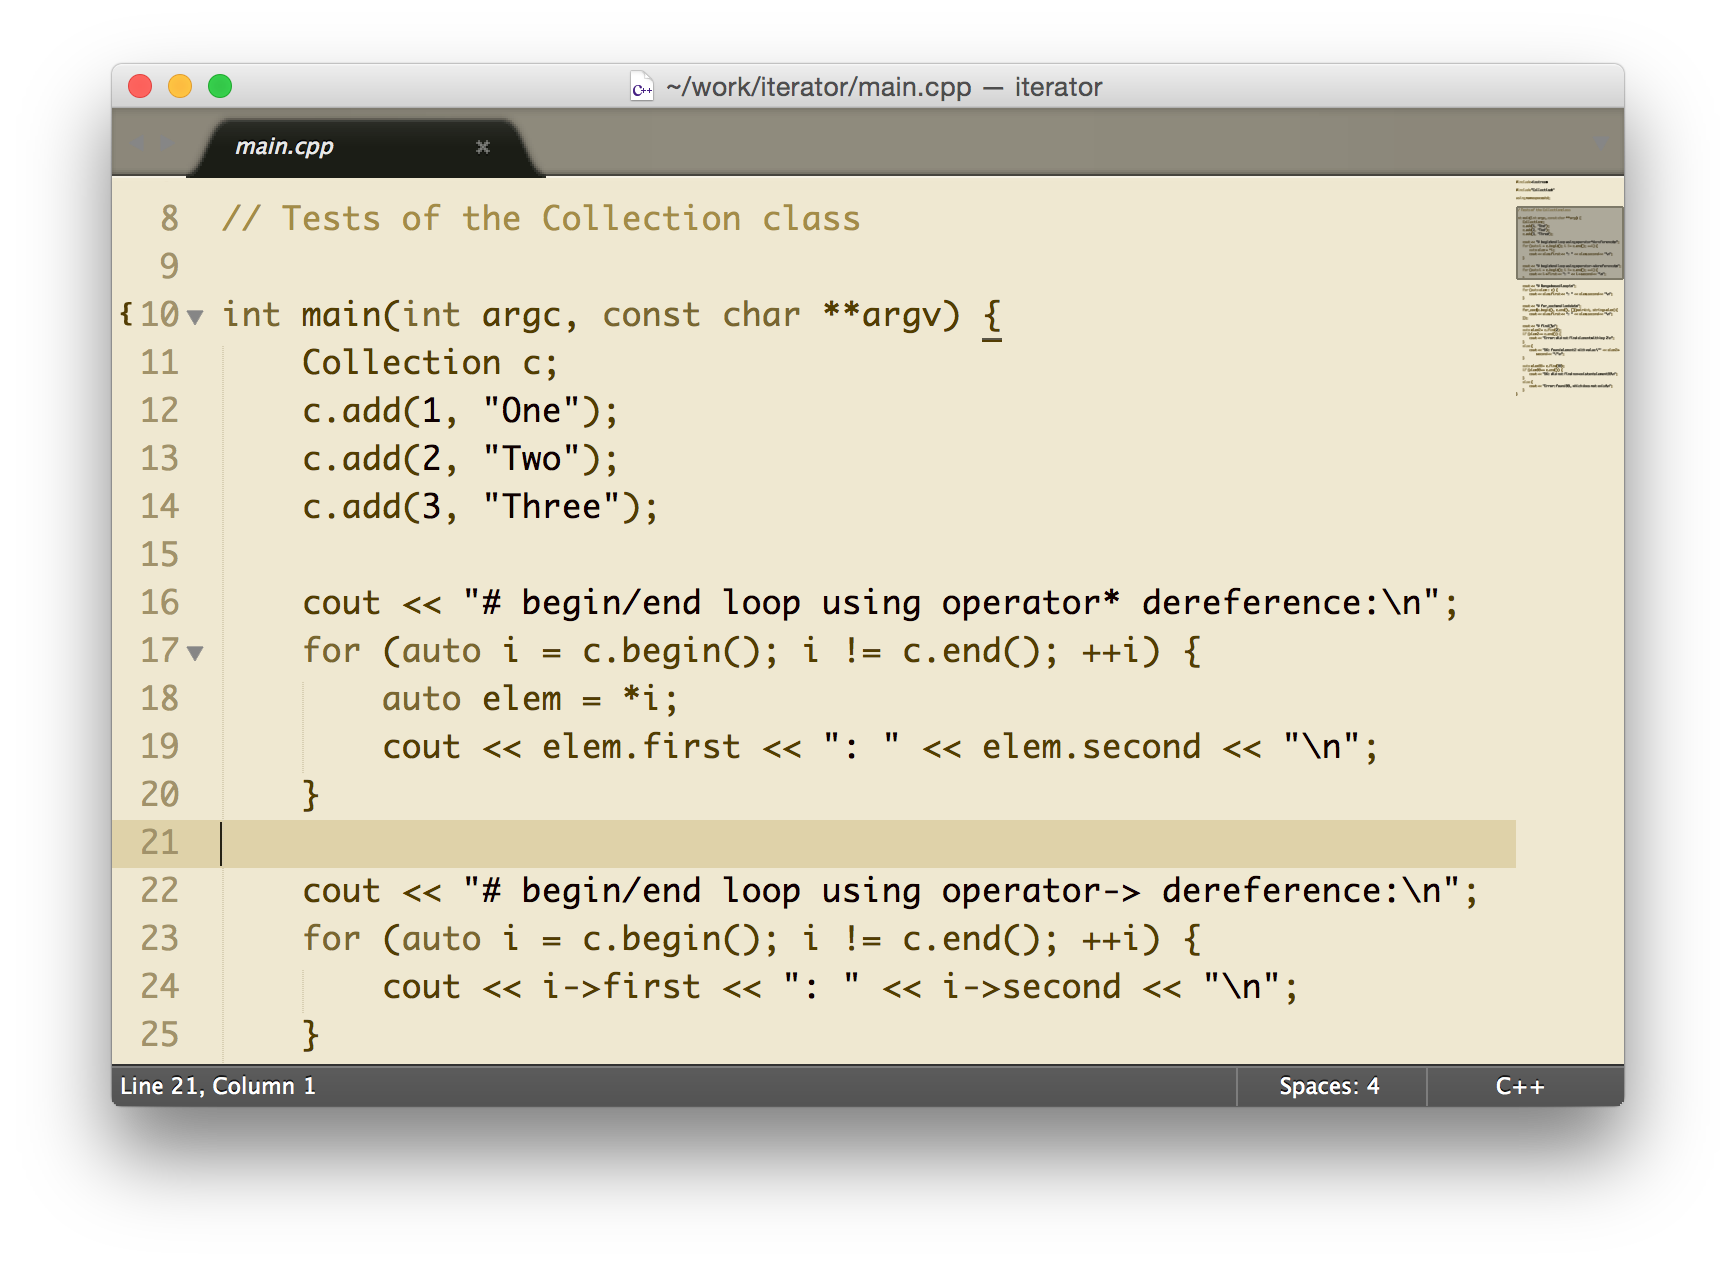 ~/work/iterator/main.cpp — iterator
main.cpp
8 // Tests of the Collection class
9
{ 10 int main(int argc, const char **argv) {
11     Collection c;
12     c.add(1, "One");
13     c.add(2, "Two");
14     c.add(3, "Three");
15
16     cout << "# begin/end loop using operator* dereference:\n";
17     for (auto i = c.begin(); i != c.end(); ++i) {
18         auto elem = *i;
19         cout << elem.first << ": " << elem.second << "\n";
20     }
21
22     cout << "# begin/end loop using operator-> dereference:\n";
23     for (auto i = c.begin(); i != c.end(); ++i) {
24         cout << i->first << ": " << i->second << "\n";
25     }
Line 21, Column 1 Spaces: 4 C++